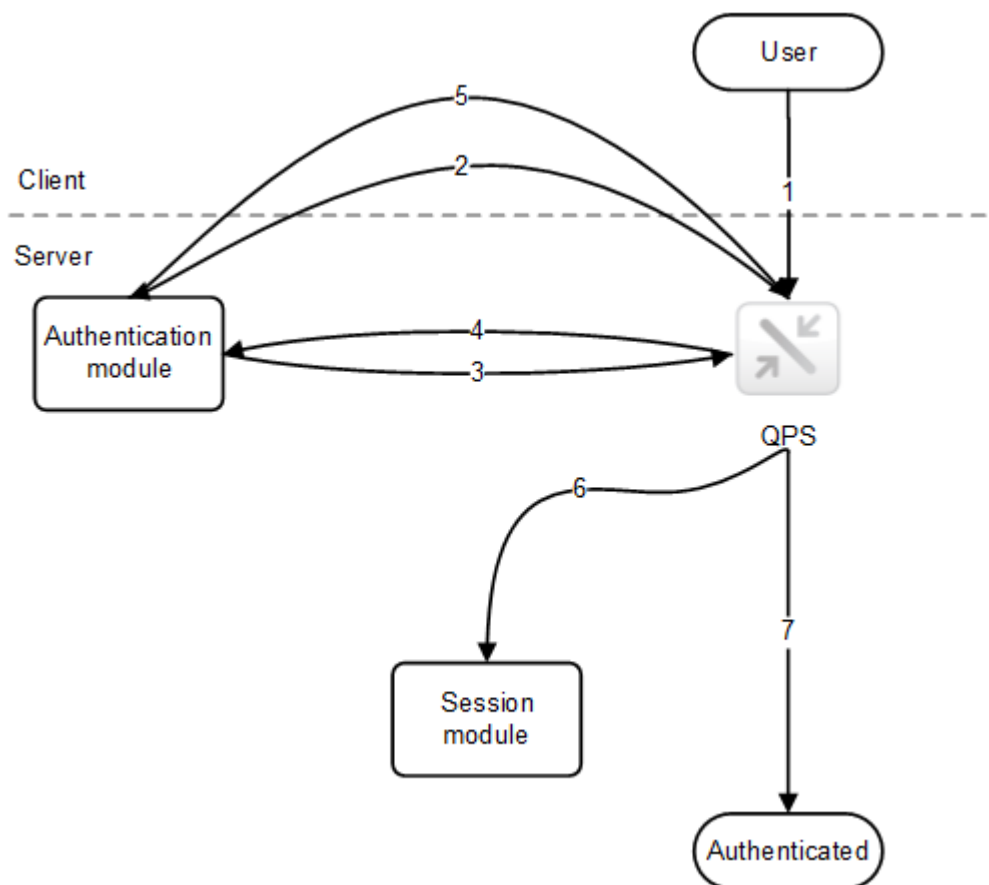 User
5
2
Client
1
Server
Authentication
module
4
3
QPS
6
7
Session
module
Authenticated